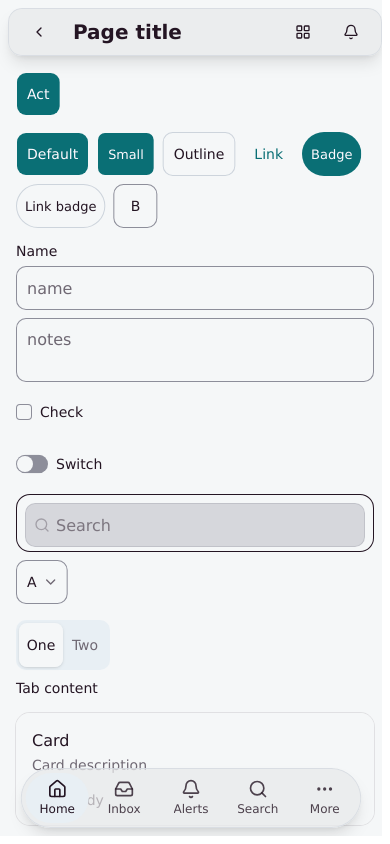 Page title
Act
Default Small Outline Link Badge
Link badge B
Name
name
notes
Check
Switch
Search
A
One Two
Tab content
Card
Card description
dy
Home Inbox Alerts Search More